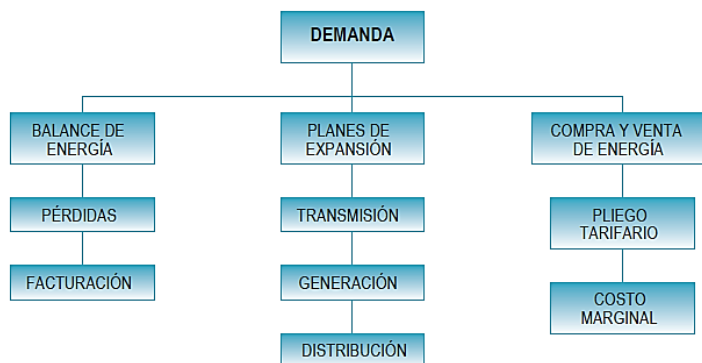 DEMANDA
BALANCE DE
ENERGÍA
PÉRDIDAS
FACTURACIÓN
PLANES DE
EXPANSIÓN
TRANSMISIÓN
GENERACIÓN
DISTRIBUCIÓN
COMPRA Y VENTA
DE ENERGÍA
PLIEGO
TARIFARIO
COSTO
MARGINAL